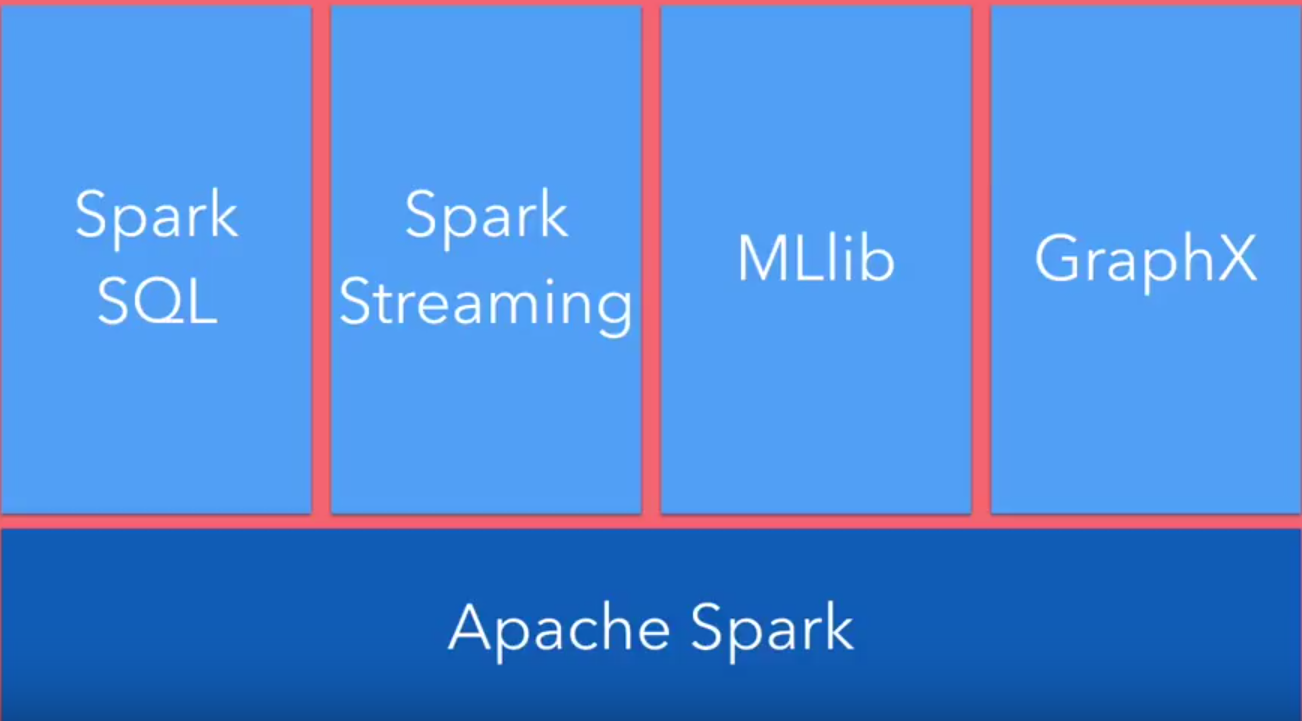 Spark
SQL
Spark
Streaming
MLlib
GraphX
Apache Spark